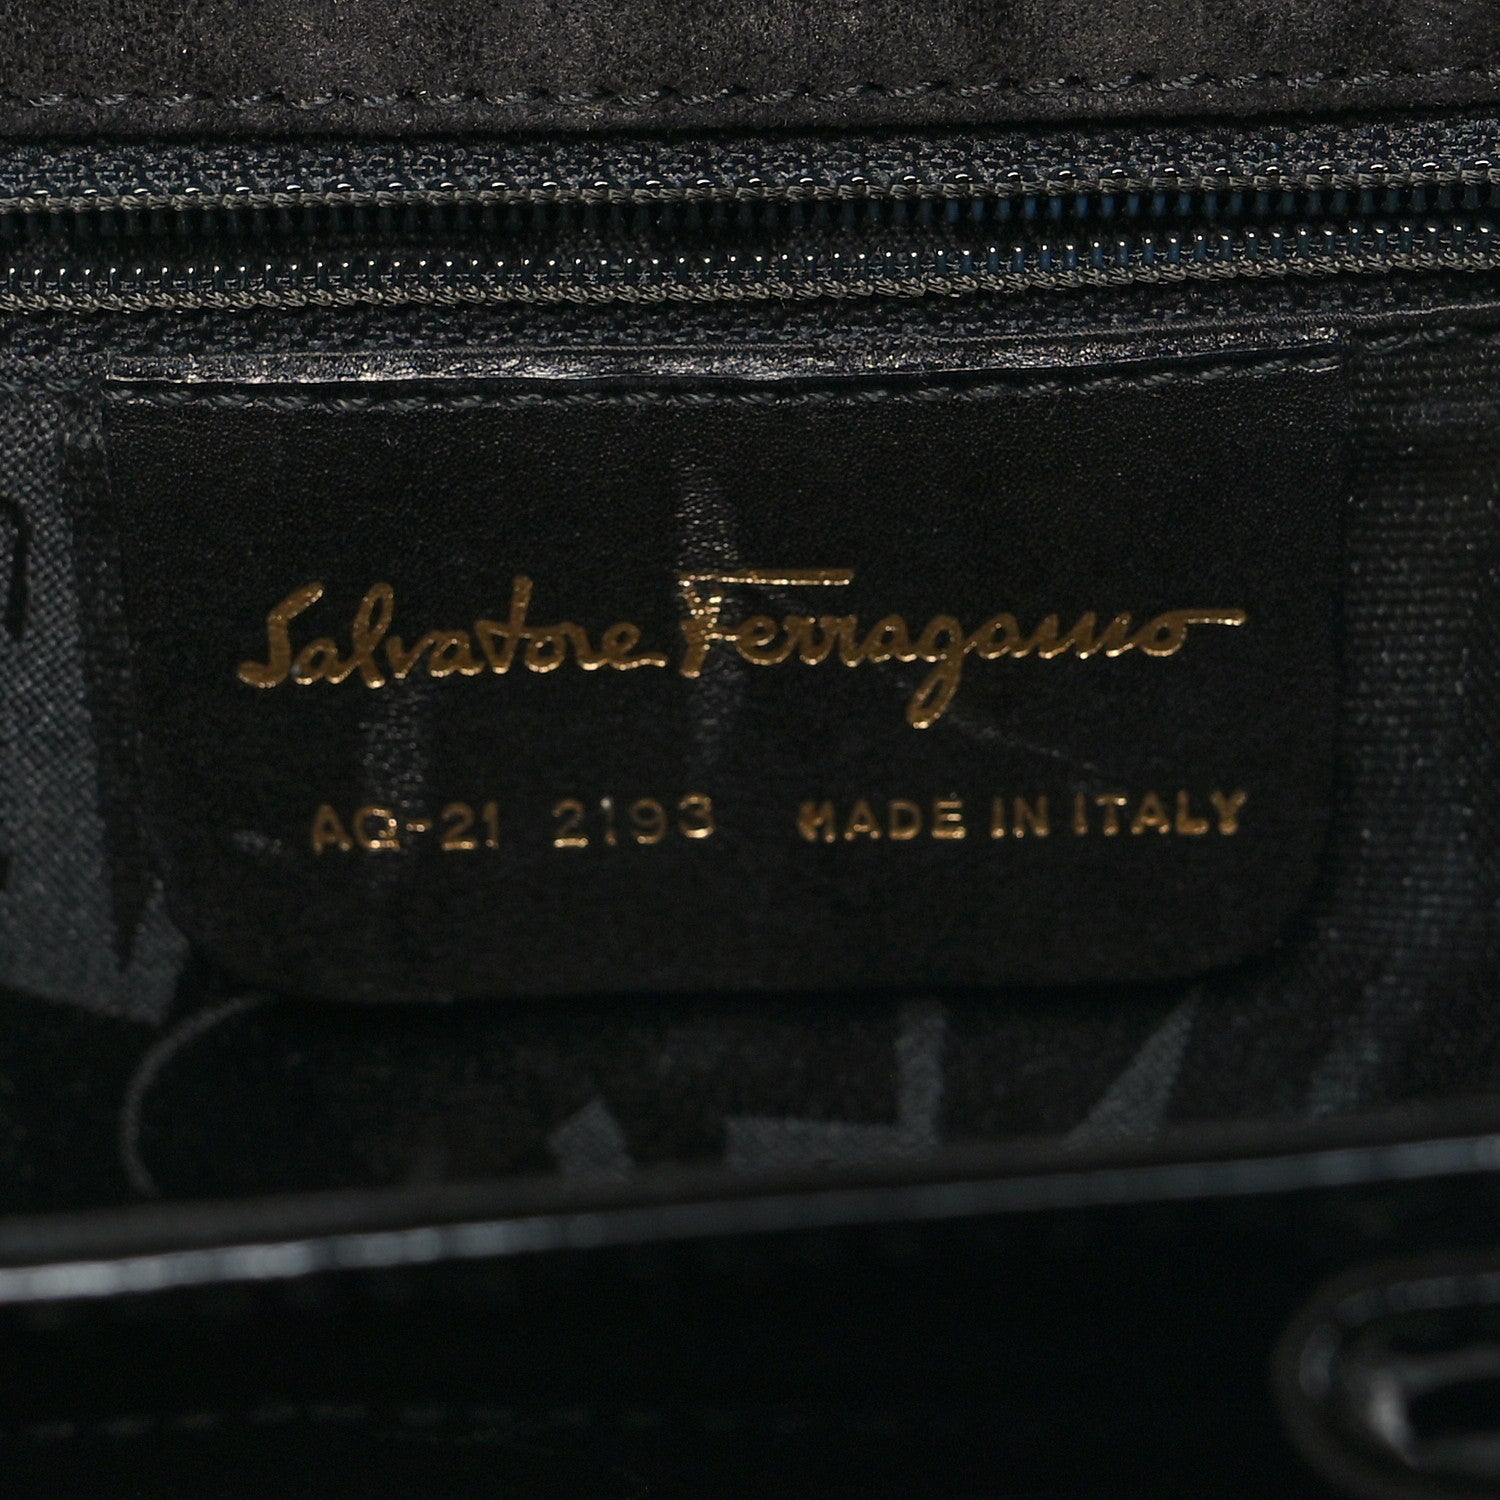 Salvatore Ferragamo
AQ-21 2193 MADE IN ITALY